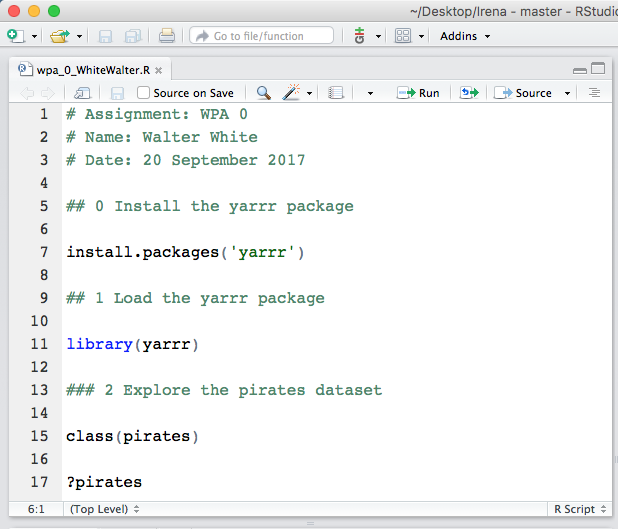 ~/Desktop/Irena - master - RStudio
Go to file/function
Addins
wpa_0_WhiteWalter.R
Source on Save
Run
Source
1 # Assignment: WPA 0
2 # Name: Walter White
3 # Date: 20 September 2017
4
5 ## 0 Install the yarrr package
6
7 install.packages('yarrr')
8
9 ## 1 Load the yarrr package
10
11 library(yarrr)
12
13 ### 2 Explore the pirates dataset
14
15 class(pirates)
16
17 ?pirates
6:1 (Top Level) R Script